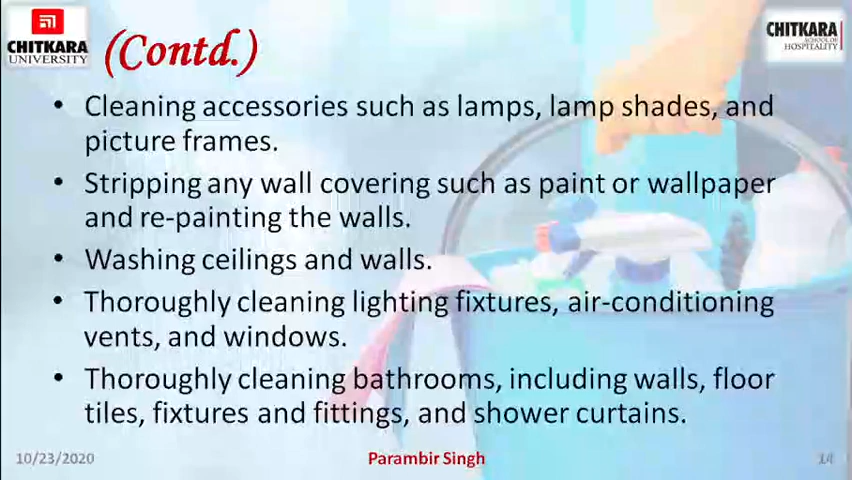 CHITKARA
UNIVERSITY
(Contd.)
CHITKARA
SCHOOL OF
HOSPITALITY
• Cleaning accessories such as lamps, lamp shades, and
picture frames.
• Stripping any wall covering such as paint or wallpaper
and re-painting the walls.
• Washing ceilings and walls.
• Thoroughly cleaning lighting fixtures, air-conditioning
vents, and windows.
• Thoroughly cleaning bathrooms, including walls, floor
tiles, fixtures and fittings, and shower curtains.
10/23/2020
Parambir Singh
14